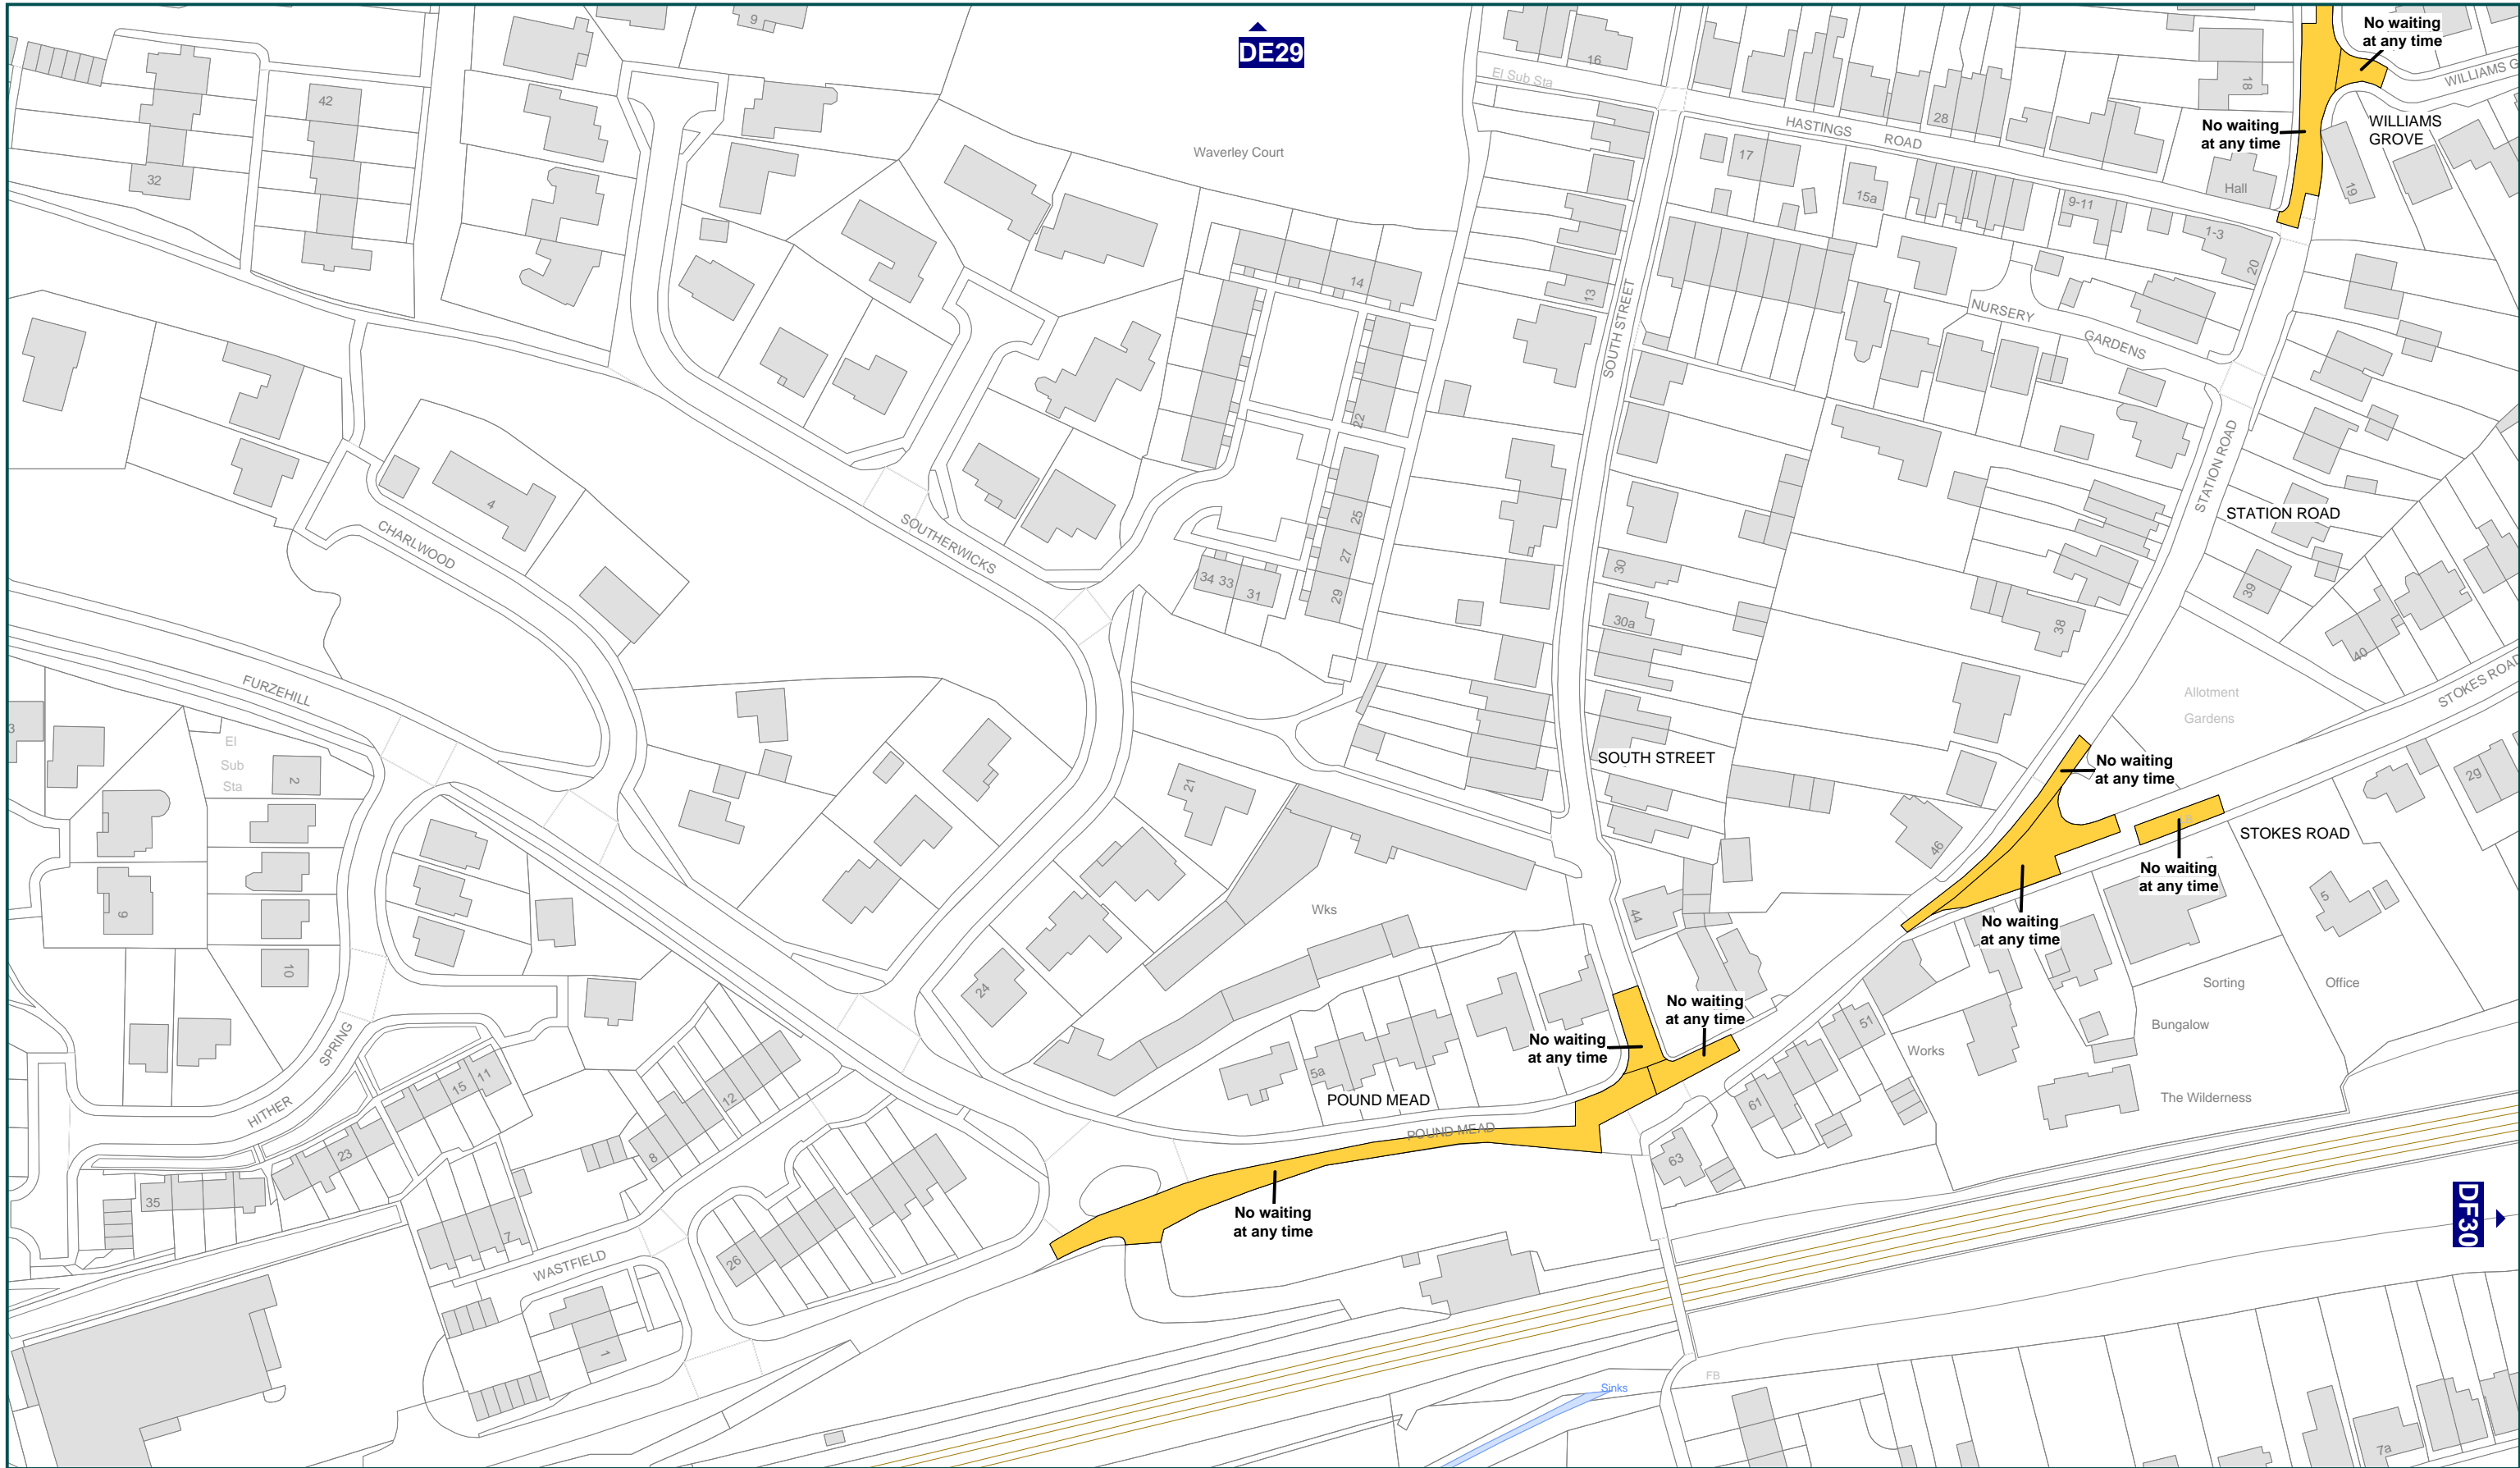 9
DE29
No waiting
at any time
16
El Sub Sta
18
WILLIAMS G
42
HASTINGS ROAD
28
No waiting
at any time
WILLIAMS
GROVE
Waverley Court
17
32
15a
Hall
19
9-11
1-3
20
14
13
SOUTH STREET
NURSERY GARDENS
22
STATION ROAD
4
25
STATION ROAD
CHARLWOOD
SOUTHERWICKS
27
30
34 33
31
29
39
30a
38
40
FURZEHILL
STOKES ROAD
Allotment
Gardens
3
El
Sub
Sta
2
SOUTH STREET
No waiting
at any time
2g
21
STOKES ROAD
46
No waiting
at any time
5
9
Wks
44
No waiting
at any time
10
24
Sorting Office
No waiting
at any time
51
Bungalow
SPRING
No waiting
at any time
Works
11
15
5a
12
POUND MEAD
61
The Wilderness
HITHER
POUND MEAD
23
8
63
35
No waiting
at any time
DF30
7
26
WASTFIELD
1
Sinks
FB
7a